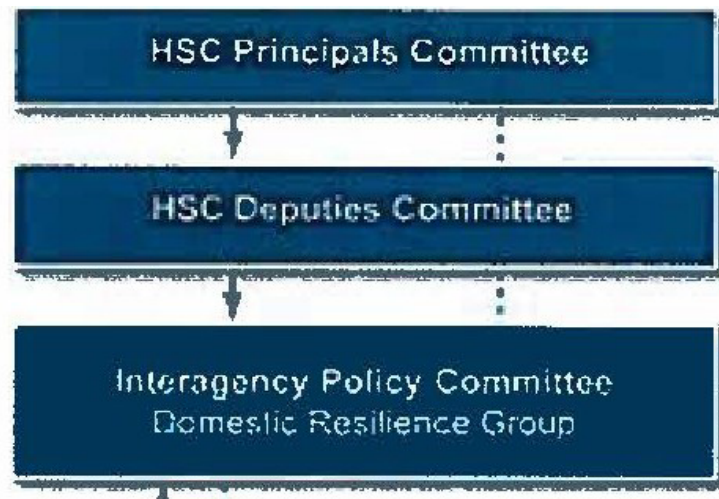 HSC Principals Committee
HSC Deputies Committee
Interagency Policy Committee
Domestic Resilience Group